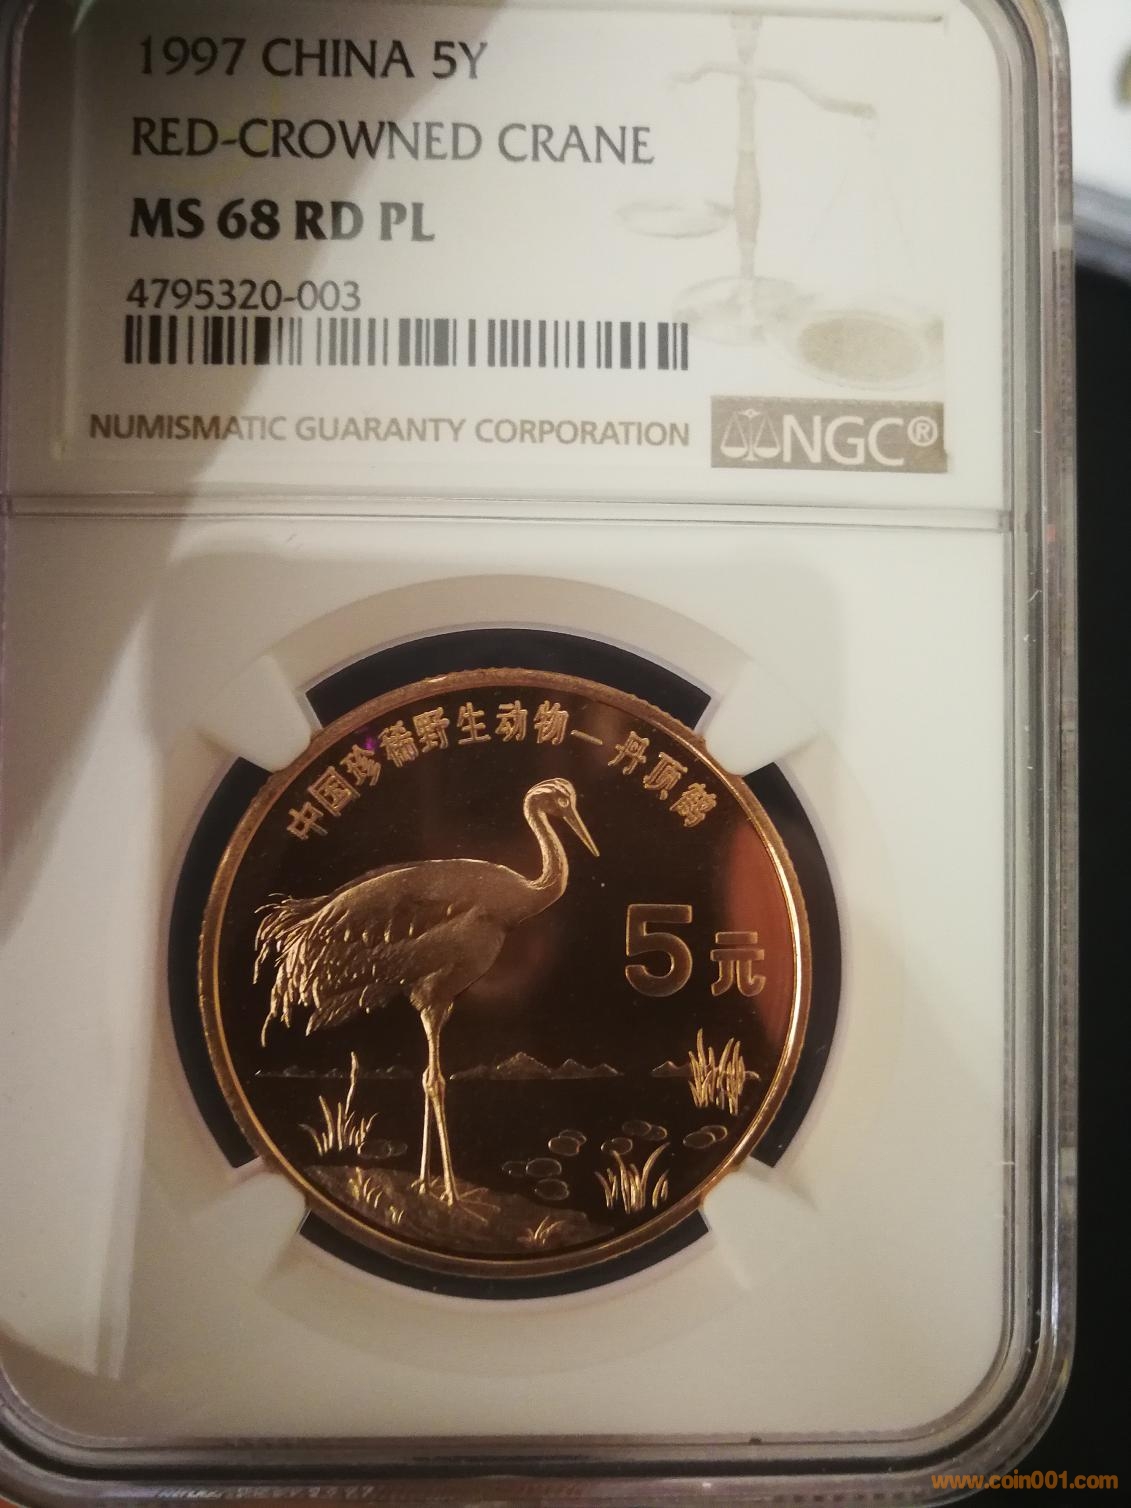 1997 CHINA 5Y
RED-CROWNED CRANE
MS 68 RD PL
4795320-003
NUMISMATIC GUARANTY CORPORATION
NGC®
中国珍稀野生动物—丹顶鹤
5元
www.coin001.com